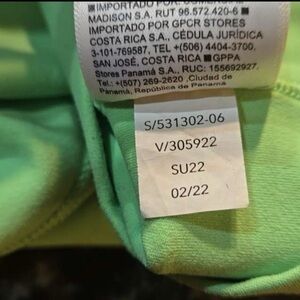 IMPORTADO POR:
MADISON S.A. RUT 96.572.420-6
IMPORTADO POR GPCR STORES
COSTA RICA S.A., CÉDULA JURÍDICA
3-101-769587, TEL +(506) 4404-3700,
SAN JOSÉ, COSTA RICA ■GPPA
Stores Panamá S.A., RUC: 155692927.
Tel.: +(507) 269-2620 ,Ciudad de
Panamá, República de Panamá.
S/531302-06
V/305922
SU22
02/22